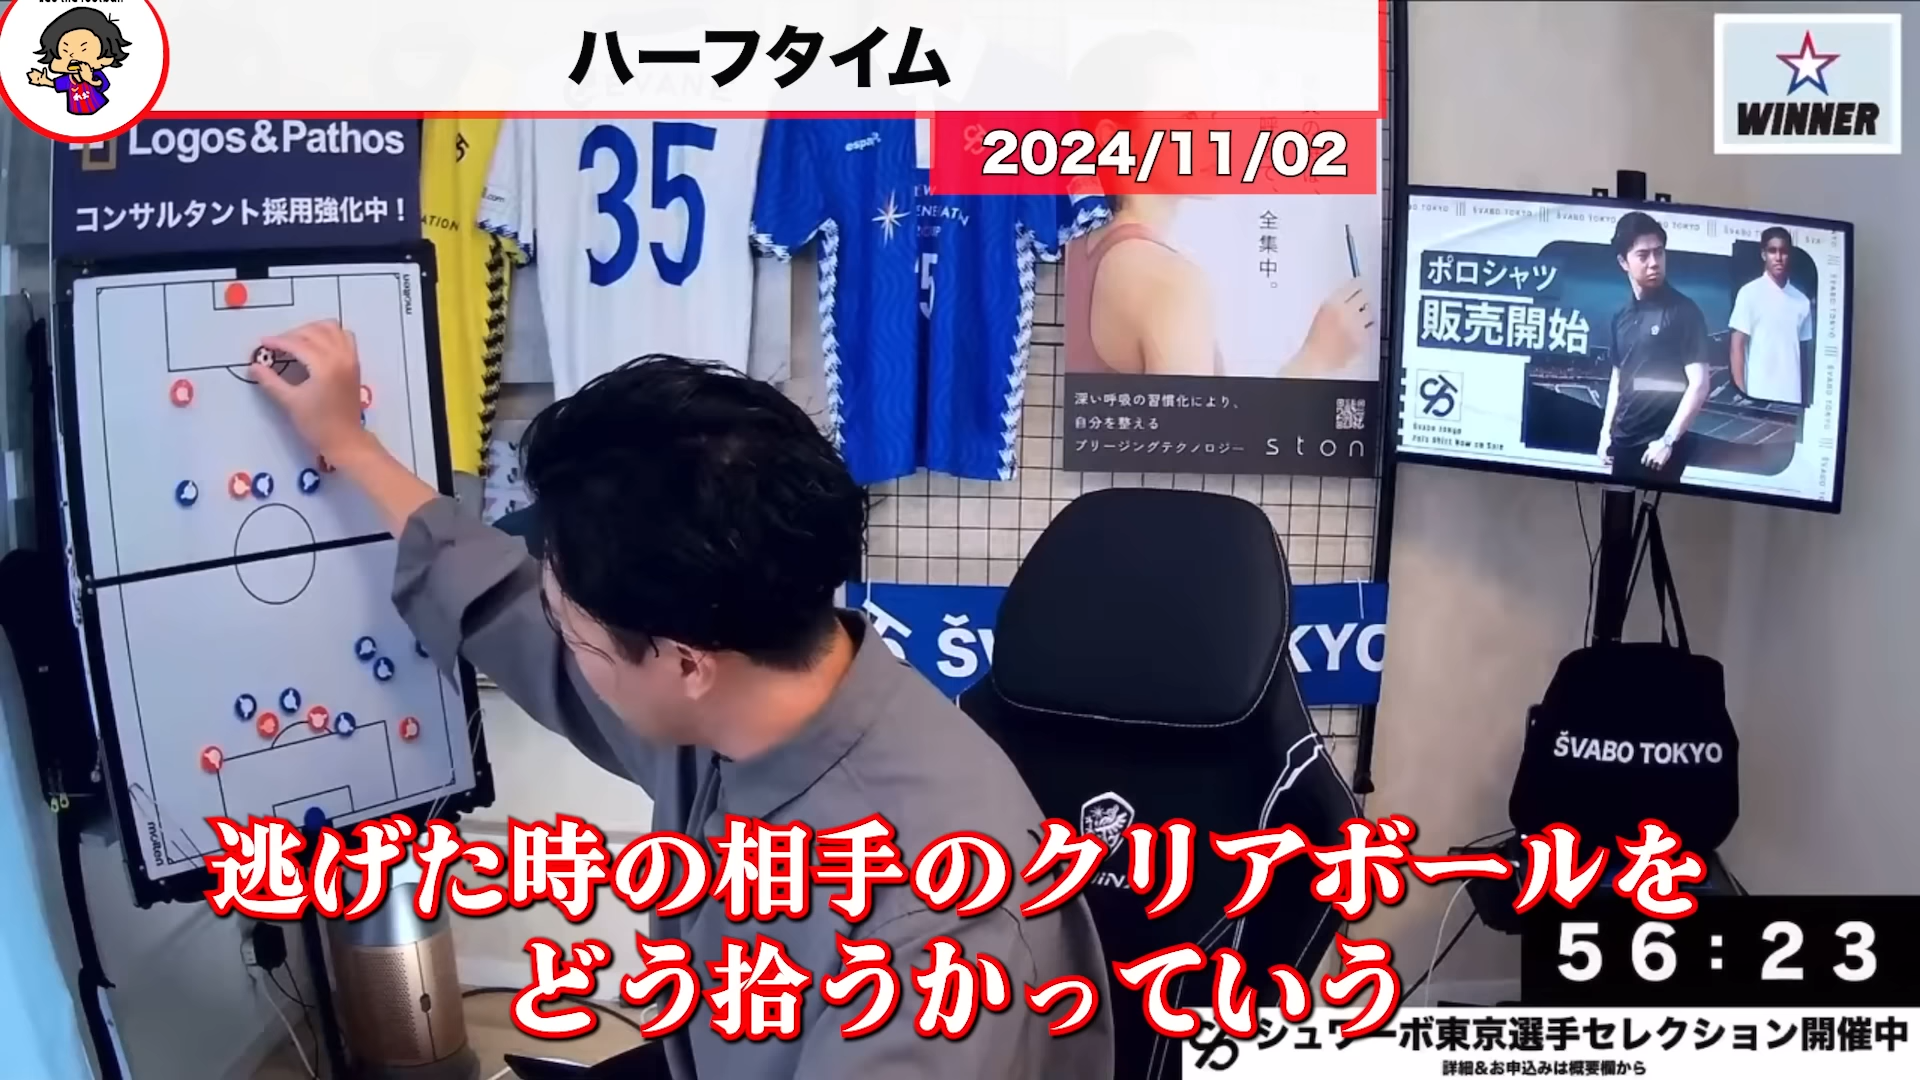 ハーフタイム
2024/11/02
WINNER
Logos&Pathos
コンサルタント採用強化中！
35
全集中。
深い呼吸の習慣化により、
自分を整える
ブリージングテクノロジー
ston
ポロシャツ
販売開始
ŠVABO TOKYO
molten
molten
逃げた時の相手のクリアボールを
どう拾うかっていう
56:23
シュワーボ東京選手セレクション開催中
詳細&お申込みは概要欄から